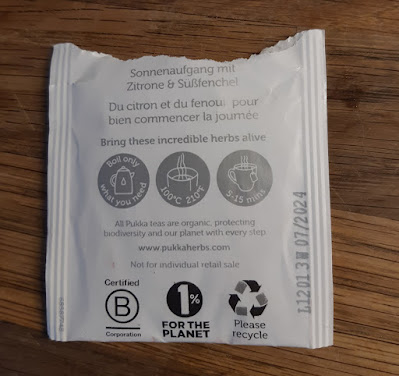 Sonnenaufgang mit
Zitrone & Süßfenchel
Du citron et du fenouil pour
bien commencer la journée
Bring these incredible herbs alive
Boil only
what you need
100°C 210°F
5-15 mins
All Pukka teas are organic, protecting
biodiversity and our planet with every step.
www.pukkaherbs.com
Not for individual retail sale
Certified
B
Corporation
1%
FOR THE
PLANET
Please
recycle
L12013W 07/2024